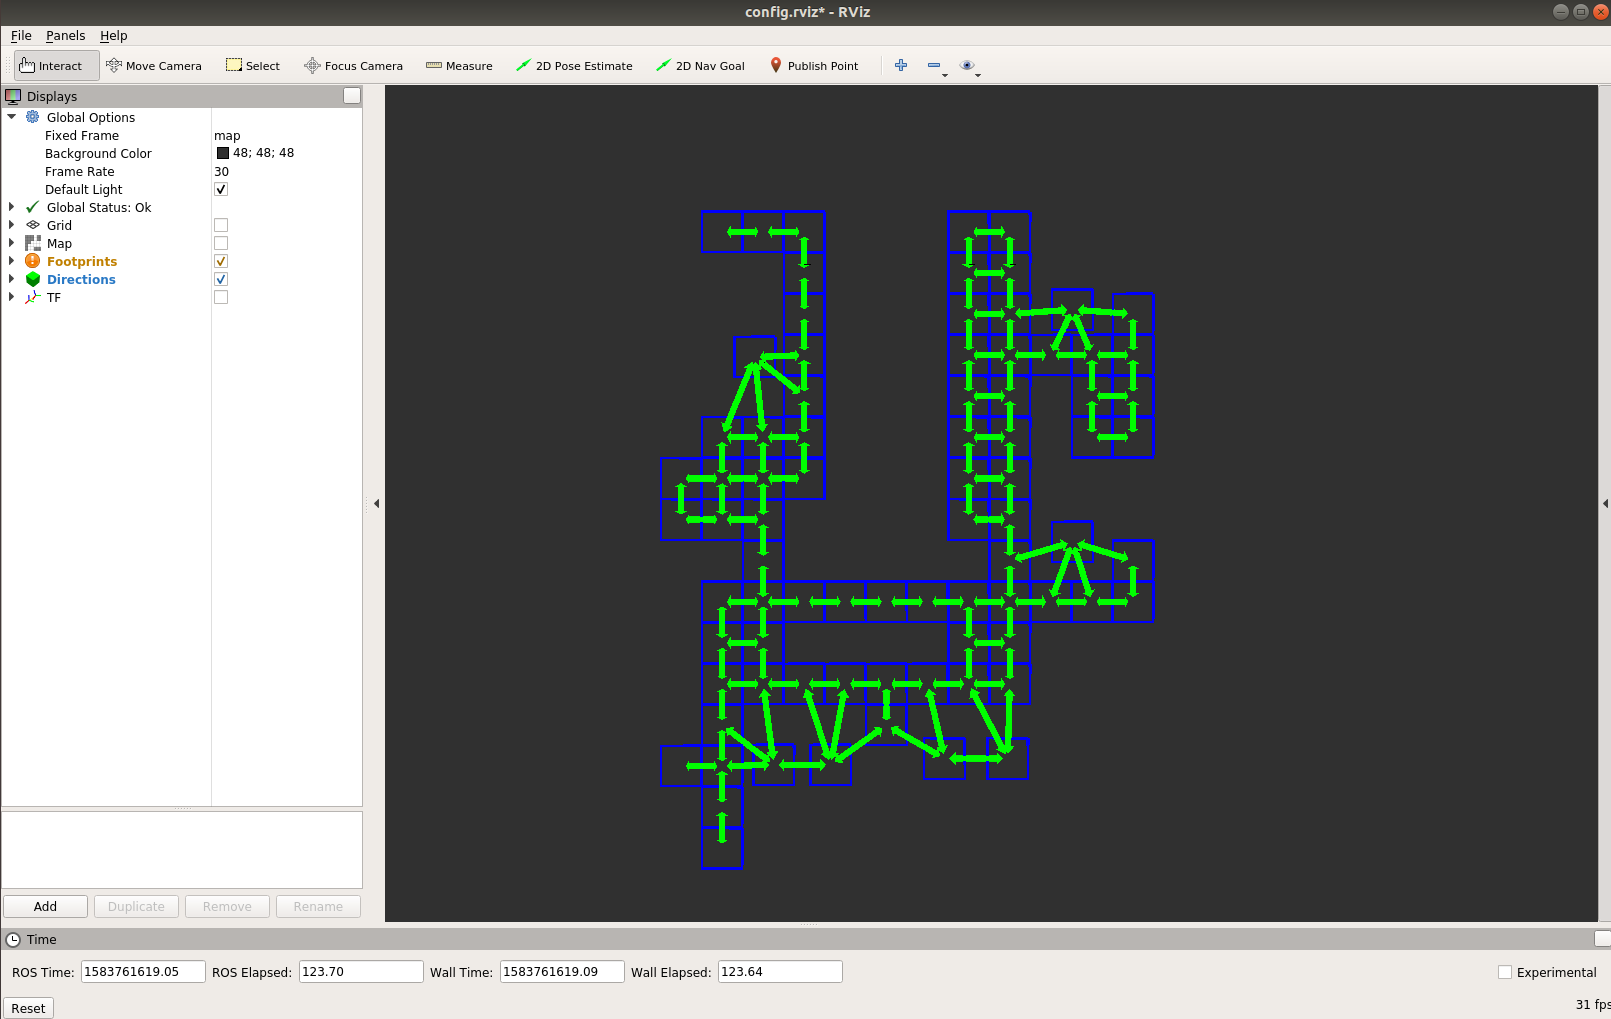 config.rviz* - RViz
File Panels Help
Interact Move Camera Select Focus Camera Measure 2D Pose Estimate 2D Nav Goal Publish Point
Displays
Global Options
Fixed Frame map
Background Color 48; 48; 48
Frame Rate 30
Default Light
Global Status: Ok
Grid
Map
Footprints
Directions
TF
Add Duplicate Remove Rename
Time
ROS Time: 1583761619.05 ROS Elapsed: 123.70 Wall Time: 1583761619.09 Wall Elapsed: 123.64 Experimental
Reset 31 fps